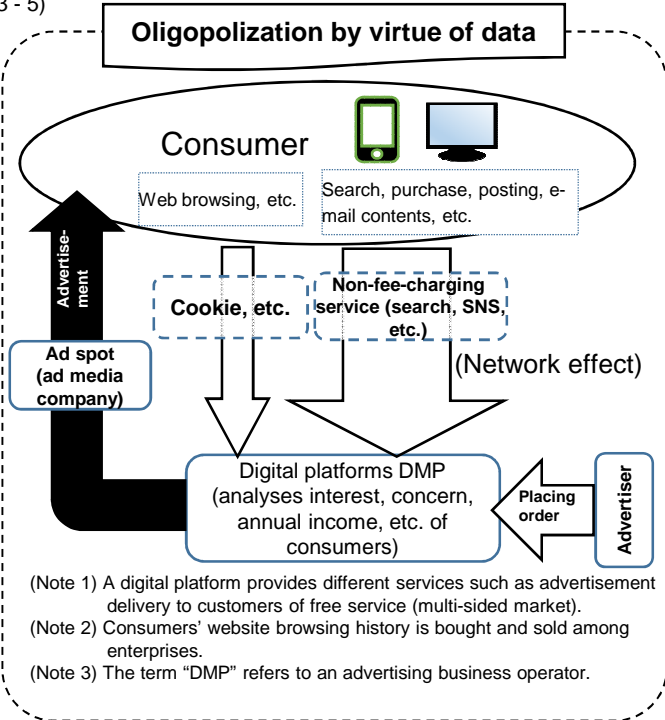 3 - 5)
Oligopolization by virtue of data
Consumer
Web browsing, etc.
Search, purchase, posting, e-
mail contents, etc.
Advertise-
ment
Cookie, etc.
Non-fee-charging
service (search, SNS,
etc.)
Ad spot
(ad media
company)
(Network effect)
Digital platforms DMP
(analyses interest, concern,
annual income, etc. of
consumers)
Placing
order
Advertiser
(Note 1) A digital platform provides different services such as advertisement
delivery to customers of free service (multi-sided market).
(Note 2) Consumers’ website browsing history is bought and sold among
enterprises.
(Note 3) The term “DMP” refers to an advertising business operator.